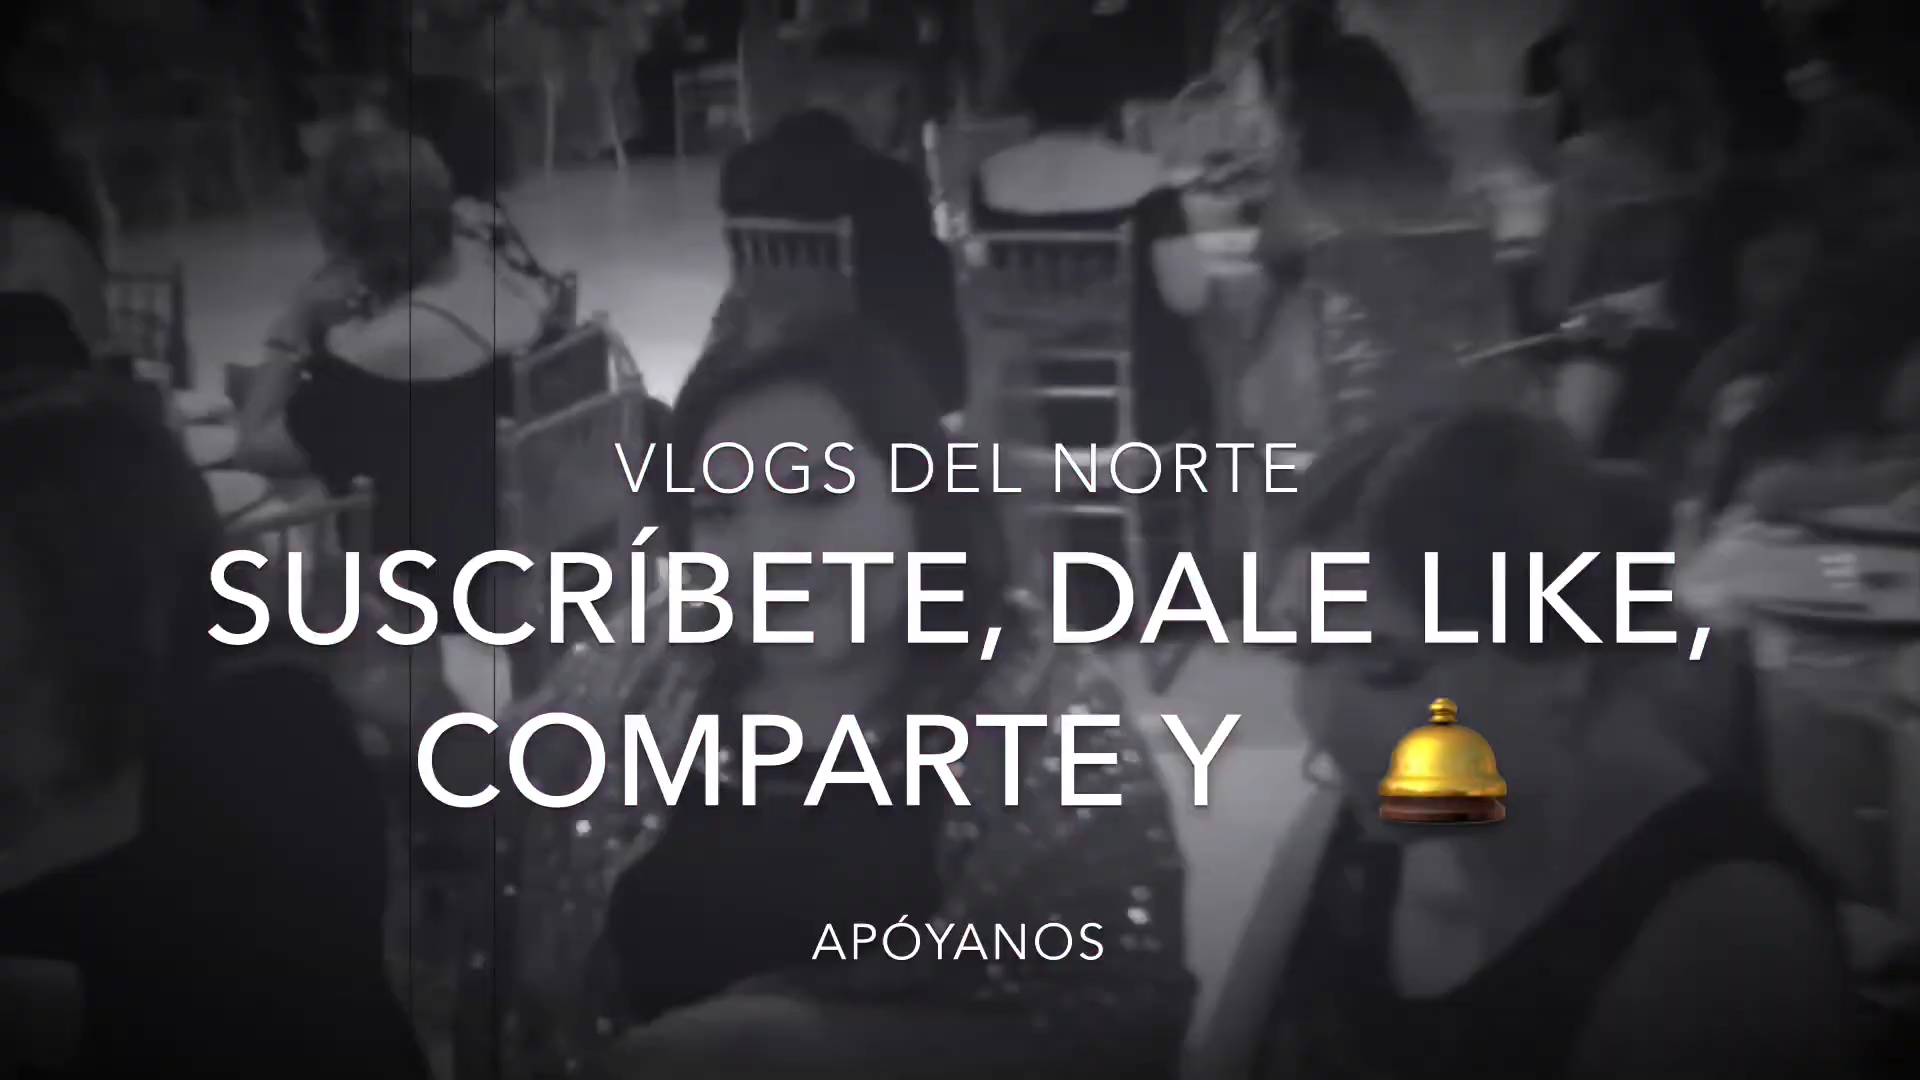 VLOGS DEL NORTE
SUSCRÍBETE, DALE LIKE,
COMPARTE Y 🛎️
APÓYANOS